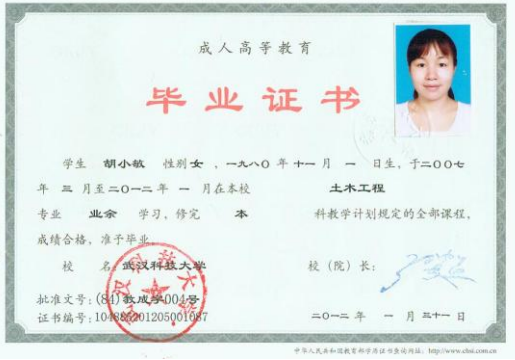 成人高等教育
毕业证书
学生 胡小敏 性别 女 ，一九八〇 年 十一 月 一 日生，于二〇〇七
年 三 月至二〇一二年 一 月在本校 土木工程
专业 业余 学习，修完 本 科教学计划规定的全部课程，
成绩合格，准予毕业。
校 名：武汉科技大学 校（院）长：
批准文号：(84)教成学004号
证书编号：104885201205001087
二〇一二 年 一 月 三十一 日
中华人民共和国教育部学历证书查询网址：http://www.chsi.com.cn